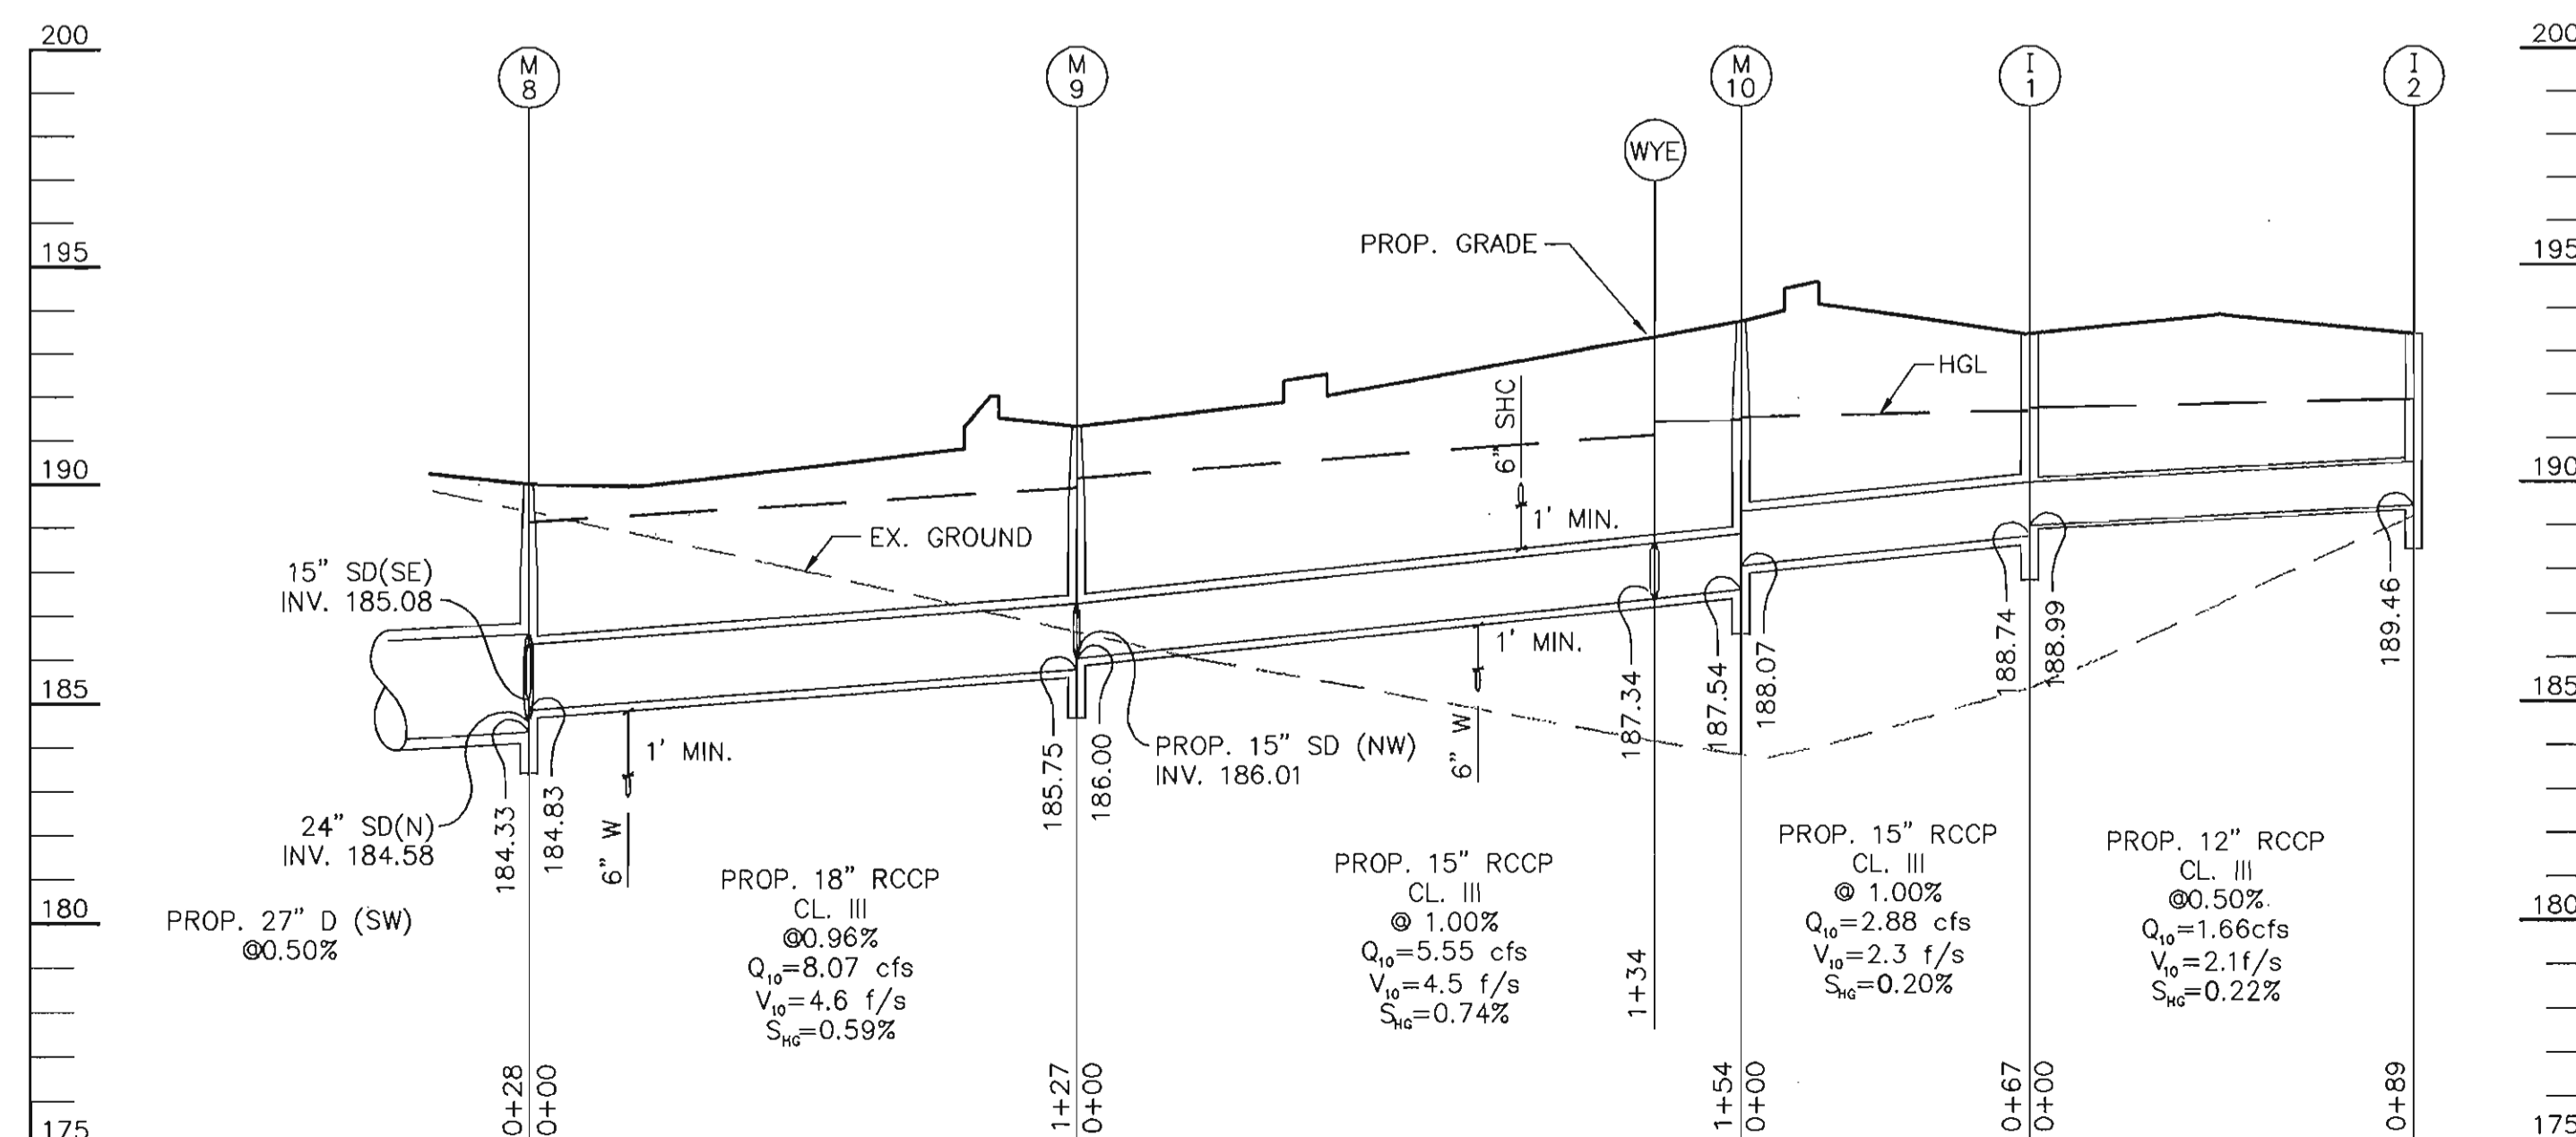 200
200
M
8
M
9
M
10
I
1
I
2
WYE
195
195
PROP. GRADE
HGL
6" SHC
190
190
1' MIN.
EX. GROUND
15" SD(SE)
INV. 185.08
185
185
1' MIN.
1' MIN.
184.33
184.83
6" W
185.75
186.00
PROP. 15" SD (NW)
INV. 186.01
6" W
187.34
187.54
188.07
188.74
188.99
189.46
24" SD(N)
INV. 184.58
180
180
PROP. 27" D (SW)
@0.50%
PROP. 18" RCCP
CL. III
@0.96%
Q₁₀=8.07 cfs
V₁₀=4.6 f/s
S_HG=0.59%
PROP. 15" RCCP
CL. III
@ 1.00%
Q₁₀=5.55 cfs
V₁₀=4.5 f/s
S_HG=0.74%
1+34
PROP. 15" RCCP
CL. III
@ 1.00%
Q₁₀=2.88 cfs
V₁₀=2.3 f/s
S_HG=0.20%
PROP. 12" RCCP
CL. III
@0.50%
Q₁₀=1.66cfs
V₁₀=2.1f/s
S_HG=0.22%
175
175
0+28
0+00
1+27
0+00
1+54
0+00
0+67
0+00
0+89